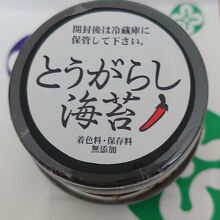 開封後は冷蔵庫に
保管して下さい。
とうがらし
海苔
着色料・保存料
無添加